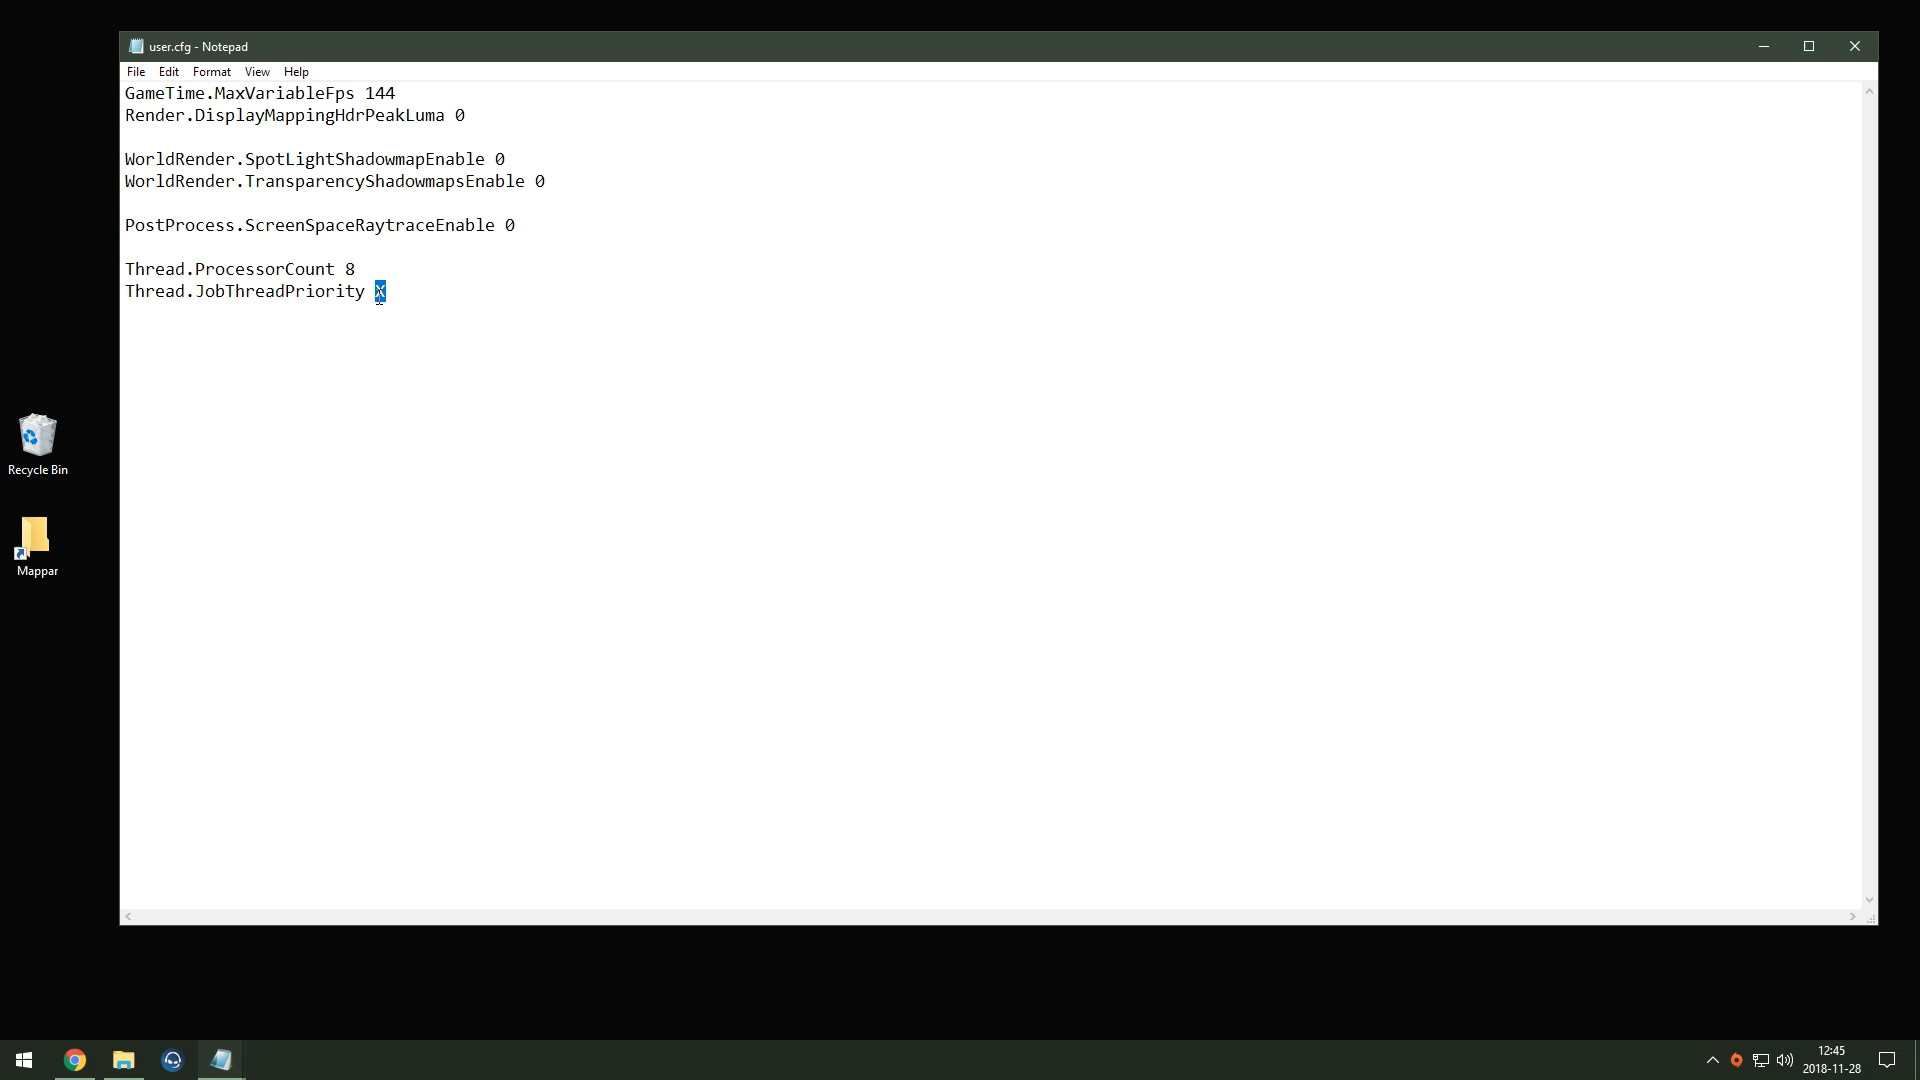 user.cfg - Notepad
File Edit Format View Help
GameTime.MaxVariableFps 144
Render.DisplayMappingHdrPeakLuma 0
WorldRender.SpotLightShadowmapEnable 0
WorldRender.TransparencyShadowmapsEnable 0
PostProcess.ScreenSpaceRaytraceEnable 0
Thread.ProcessorCount 8
Thread.JobThreadPriority
Recycle Bin
Mappar
12:45
2018-11-28